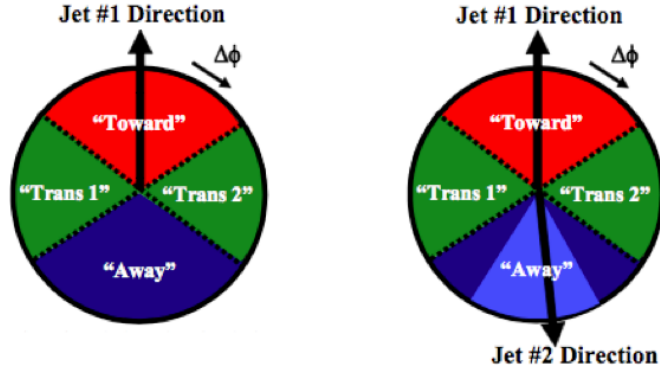 Jet #1 Direction
Δϕ
“Toward”
“Trans 1”
“Trans 2”
“Away”
Jet #1 Direction
Δϕ
“Toward”
“Trans 1”
“Trans 2”
“Away”
Jet #2 Direction